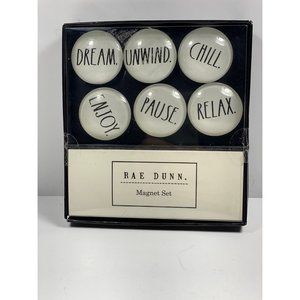 DREAM. UNWIND. CHILL.
ENJOY. PAUSE. RELAX.
RAE DUNN.
Magnet Set